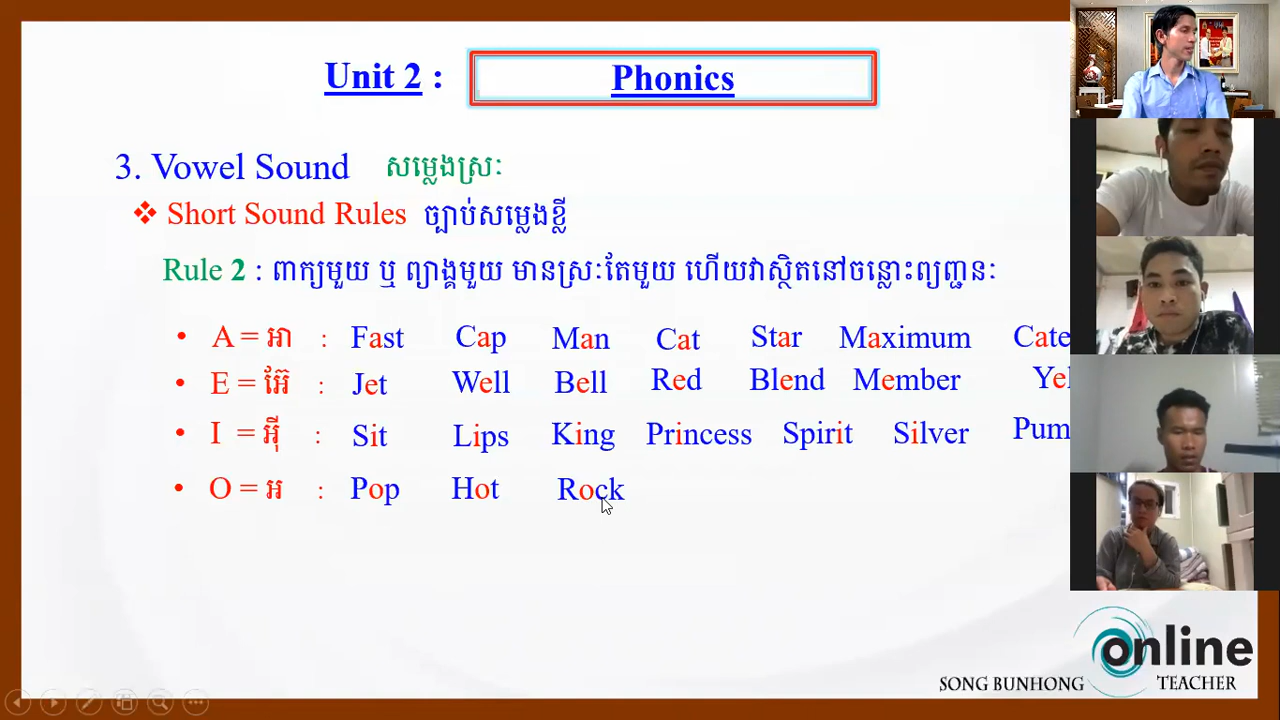 Unit 2 : Phonics
3. Vowel Sound សម្លេងស្រៈ
❖ Short Sound Rules ច្បាប់សម្លេងខ្លី
Rule 2 : ពាក្យមួយ ឬ ព្យាង្គមួយ មានស្រៈតែមួយ ហើយវាស្ថិតនៅចន្លោះព្យញ្ជនៈ
• A = អា : Fast Cap Man Cat Star Maximum Cate
• E = អ៊ែ : Jet Well Bell Red Blend Member Yel
• I = អ៊ី : Sit Lips King Princess Spirit Silver Pum
• O = អ : Pop Hot Rock
online
SONG BUNHONG TEACHER